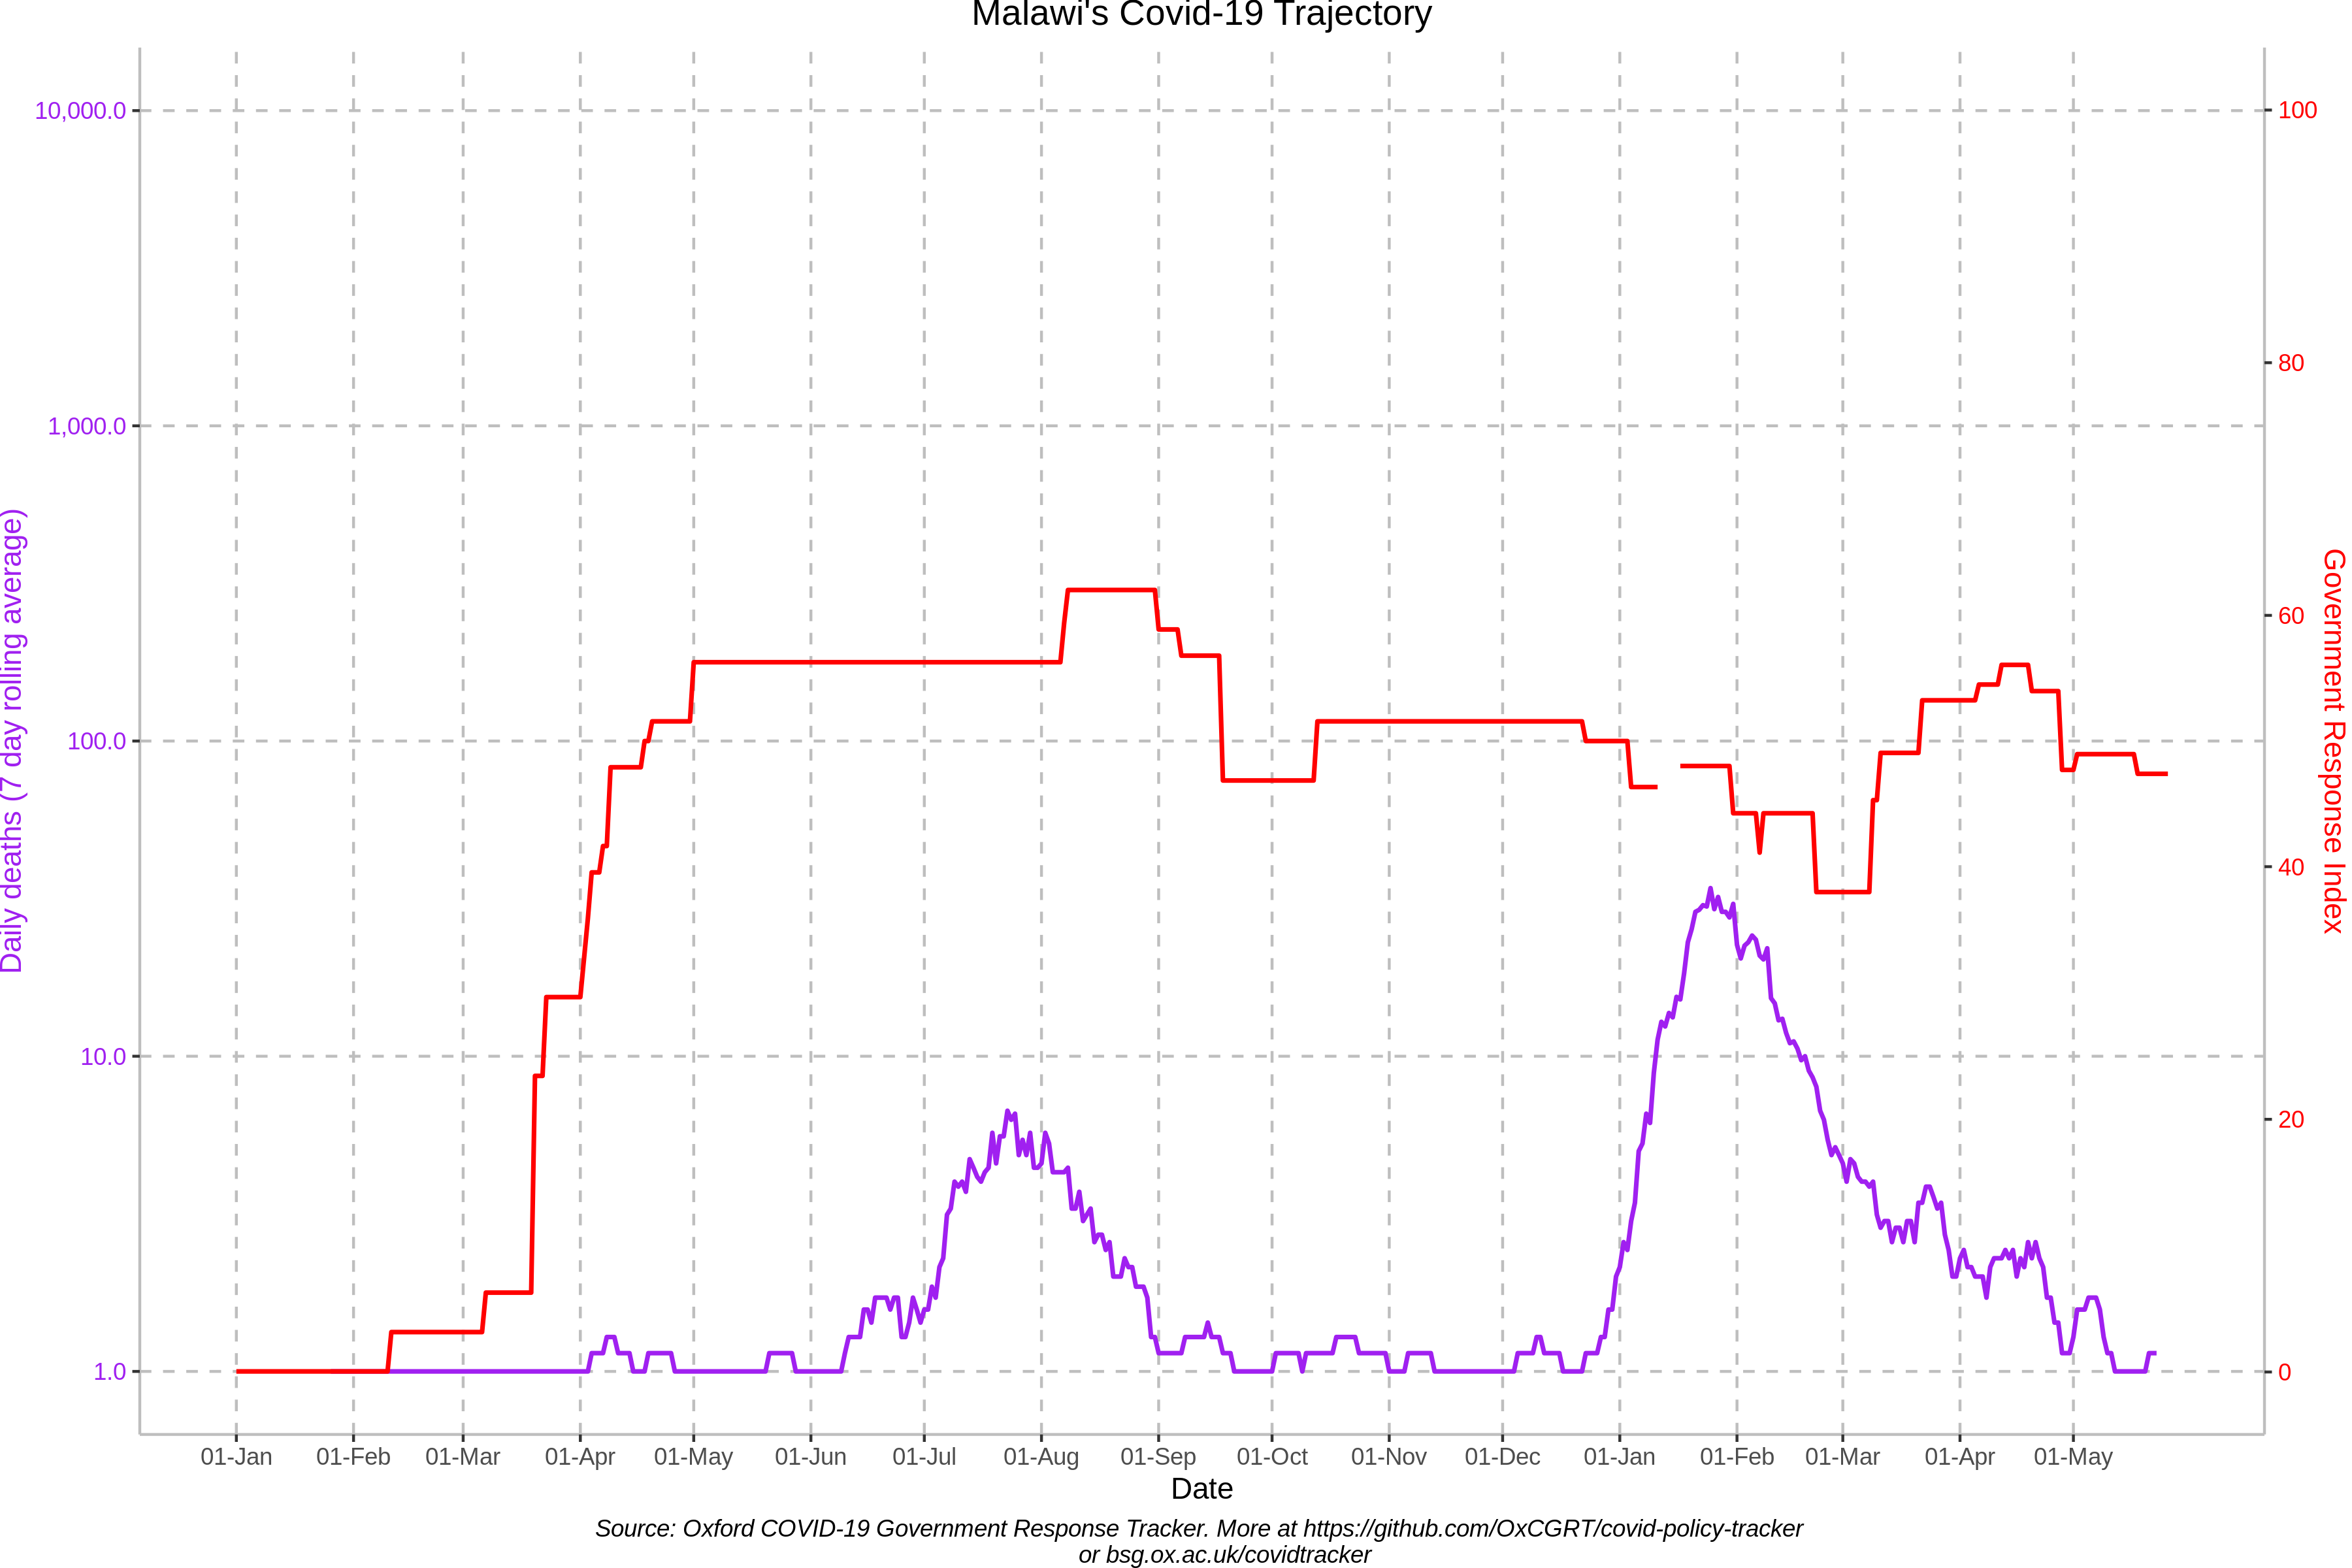 Malawi's Covid-19 Trajectory
10,000.0
1,000.0
100.0
10.0
1.0
Daily deaths (7 day rolling average)
100
80
60
40
20
0
Government Response Index
01-Jan 01-Feb 01-Mar 01-Apr 01-May 01-Jun 01-Jul 01-Aug 01-Sep 01-Oct 01-Nov 01-Dec 01-Jan 01-Feb 01-Mar 01-Apr 01-May
Date
Source: Oxford COVID-19 Government Response Tracker. More at https://github.com/OxCGRT/covid-policy-tracker
or bsg.ox.ac.uk/covidtracker